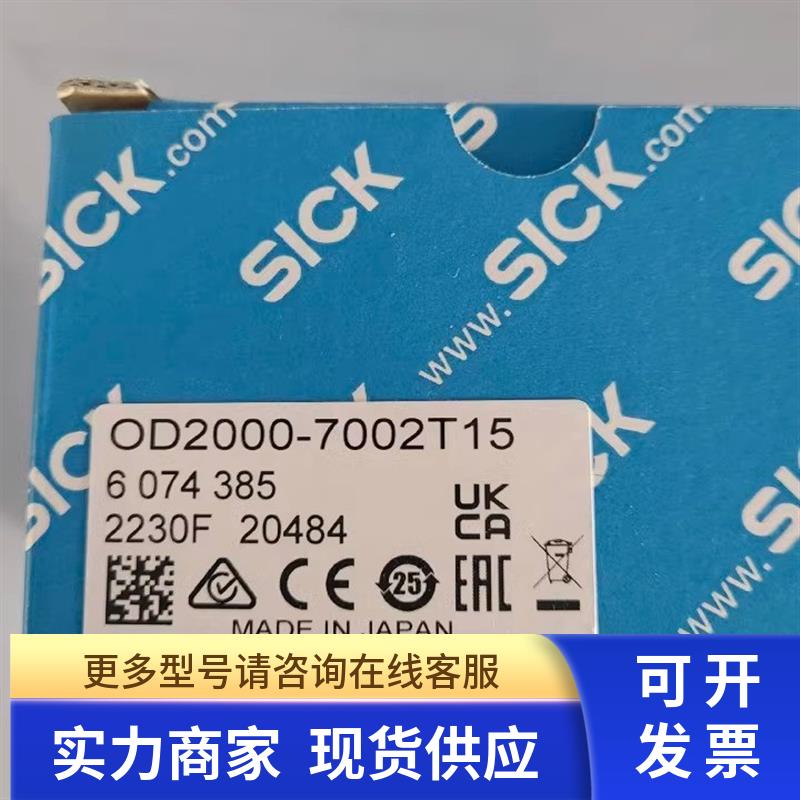 SICK.com
SICK
www.SICK.com
S
SICK
SICK
SICK
OD2000-7002T15
6 074 385
2230F 20484
UK
CA
CE 25 EAC
MADE IN JAPAN
更多型号请咨询在线客服
实力商家 现货供应
可开
发票